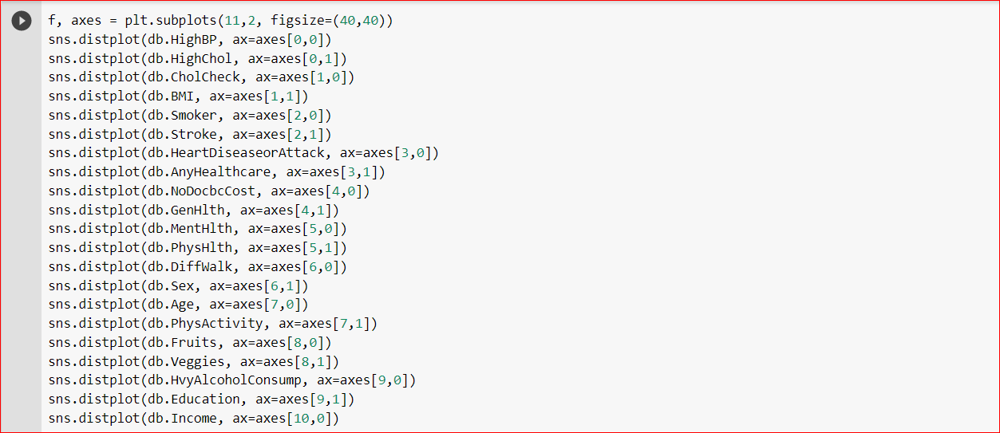 f, axes = plt.subplots(11,2, figsize=(40,40))
sns.distplot(db.HighBP, ax=axes[0,0])
sns.distplot(db.HighChol, ax=axes[0,1])
sns.distplot(db.CholCheck, ax=axes[1,0])
sns.distplot(db.BMI, ax=axes[1,1])
sns.distplot(db.Smoker, ax=axes[2,0])
sns.distplot(db.Stroke, ax=axes[2,1])
sns.distplot(db.HeartDiseaseorAttack, ax=axes[3,0])
sns.distplot(db.AnyHealthcare, ax=axes[3,1])
sns.distplot(db.NoDocbcCost, ax=axes[4,0])
sns.distplot(db.GenHlth, ax=axes[4,1])
sns.distplot(db.MentHlth, ax=axes[5,0])
sns.distplot(db.PhysHlth, ax=axes[5,1])
sns.distplot(db.DiffWalk, ax=axes[6,0])
sns.distplot(db.Sex, ax=axes[6,1])
sns.distplot(db.Age, ax=axes[7,0])
sns.distplot(db.PhysActivity, ax=axes[7,1])
sns.distplot(db.Fruits, ax=axes[8,0])
sns.distplot(db.Veggies, ax=axes[8,1])
sns.distplot(db.HvyAlcoholConsump, ax=axes[9,0])
sns.distplot(db.Education, ax=axes[9,1])
sns.distplot(db.Income, ax=axes[10,0])